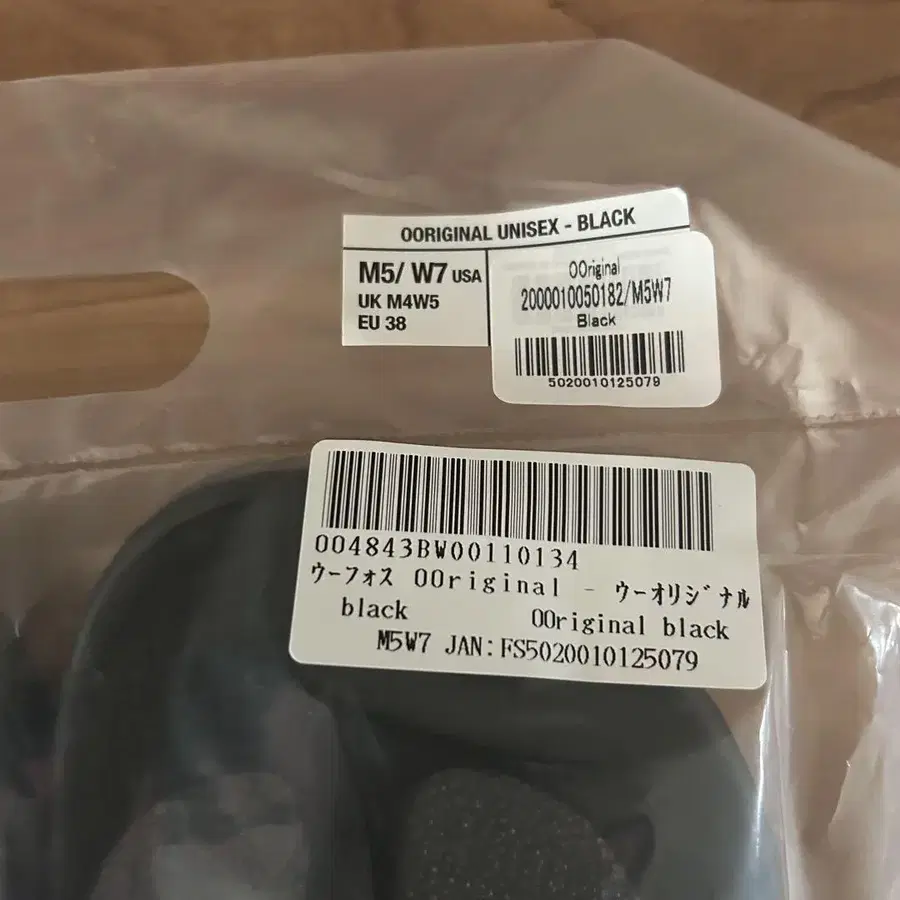 OORIGINAL UNISEX - BLACK
M5/ W7 USA
UK M4W5
EU 38
OOriginal
2000010050182/M5W7
Black
5020010125079
004843BW00110134
ウーフォス OOriginal - ウーオリジナル
black OOriginal black
M5W7 JAN:FS5020010125079